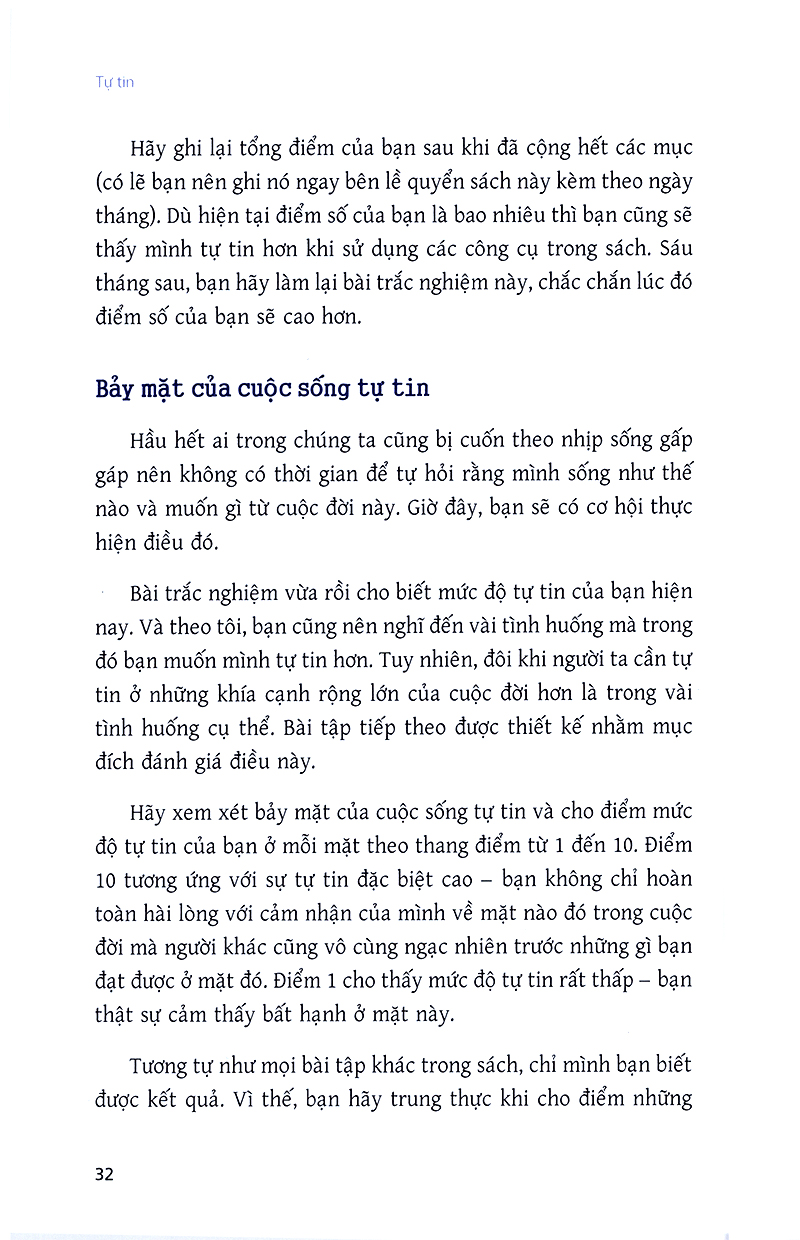 Tự tin
Hãy ghi lại tổng điểm của bạn sau khi đã cộng hết các mục
(có lẽ bạn nên ghi nó ngay bên lề quyển sách này kèm theo ngày
tháng). Dù hiện tại điểm số của bạn là bao nhiêu thì bạn cũng sẽ
thấy mình tự tin hơn khi sử dụng các công cụ trong sách. Sáu
tháng sau, bạn hãy làm lại bài trắc nghiệm này, chắc chắn lúc đó
điểm số của bạn sẽ cao hơn.
Bảy mặt của cuộc sống tự tin
Hầu hết ai trong chúng ta cũng bị cuốn theo nhịp sống gấp
gáp nên không có thời gian để tự hỏi rằng mình sống như thế
nào và muốn gì từ cuộc đời này. Giờ đây, bạn sẽ có cơ hội thực
hiện điều đó.
Bài trắc nghiệm vừa rồi cho biết mức độ tự tin của bạn hiện
nay. Và theo tôi, bạn cũng nên nghĩ đến vài tình huống mà trong
đó bạn muốn mình tự tin hơn. Tuy nhiên, đôi khi người ta cần tự
tin ở những khía cạnh rộng lớn của cuộc đời hơn là trong vài
tình huống cụ thể. Bài tập tiếp theo được thiết kế nhằm mục
đích đánh giá điều này.
Hãy xem xét bảy mặt của cuộc sống tự tin và cho điểm mức
độ tự tin của bạn ở mỗi mặt theo thang điểm từ 1 đến 10. Điểm
10 tương ứng với sự tự tin đặc biệt cao – bạn không chỉ hoàn
toàn hài lòng với cảm nhận của mình về mặt nào đó trong cuộc
đời mà người khác cũng vô cùng ngạc nhiên trước những gì bạn
đạt được ở mặt đó. Điểm 1 cho thấy mức độ tự tin rất thấp – bạn
thật sự cảm thấy bất hạnh ở mặt này.
Tương tự như mọi bài tập khác trong sách, chỉ mình bạn biết
được kết quả. Vì thế, bạn hãy trung thực khi cho điểm những
32